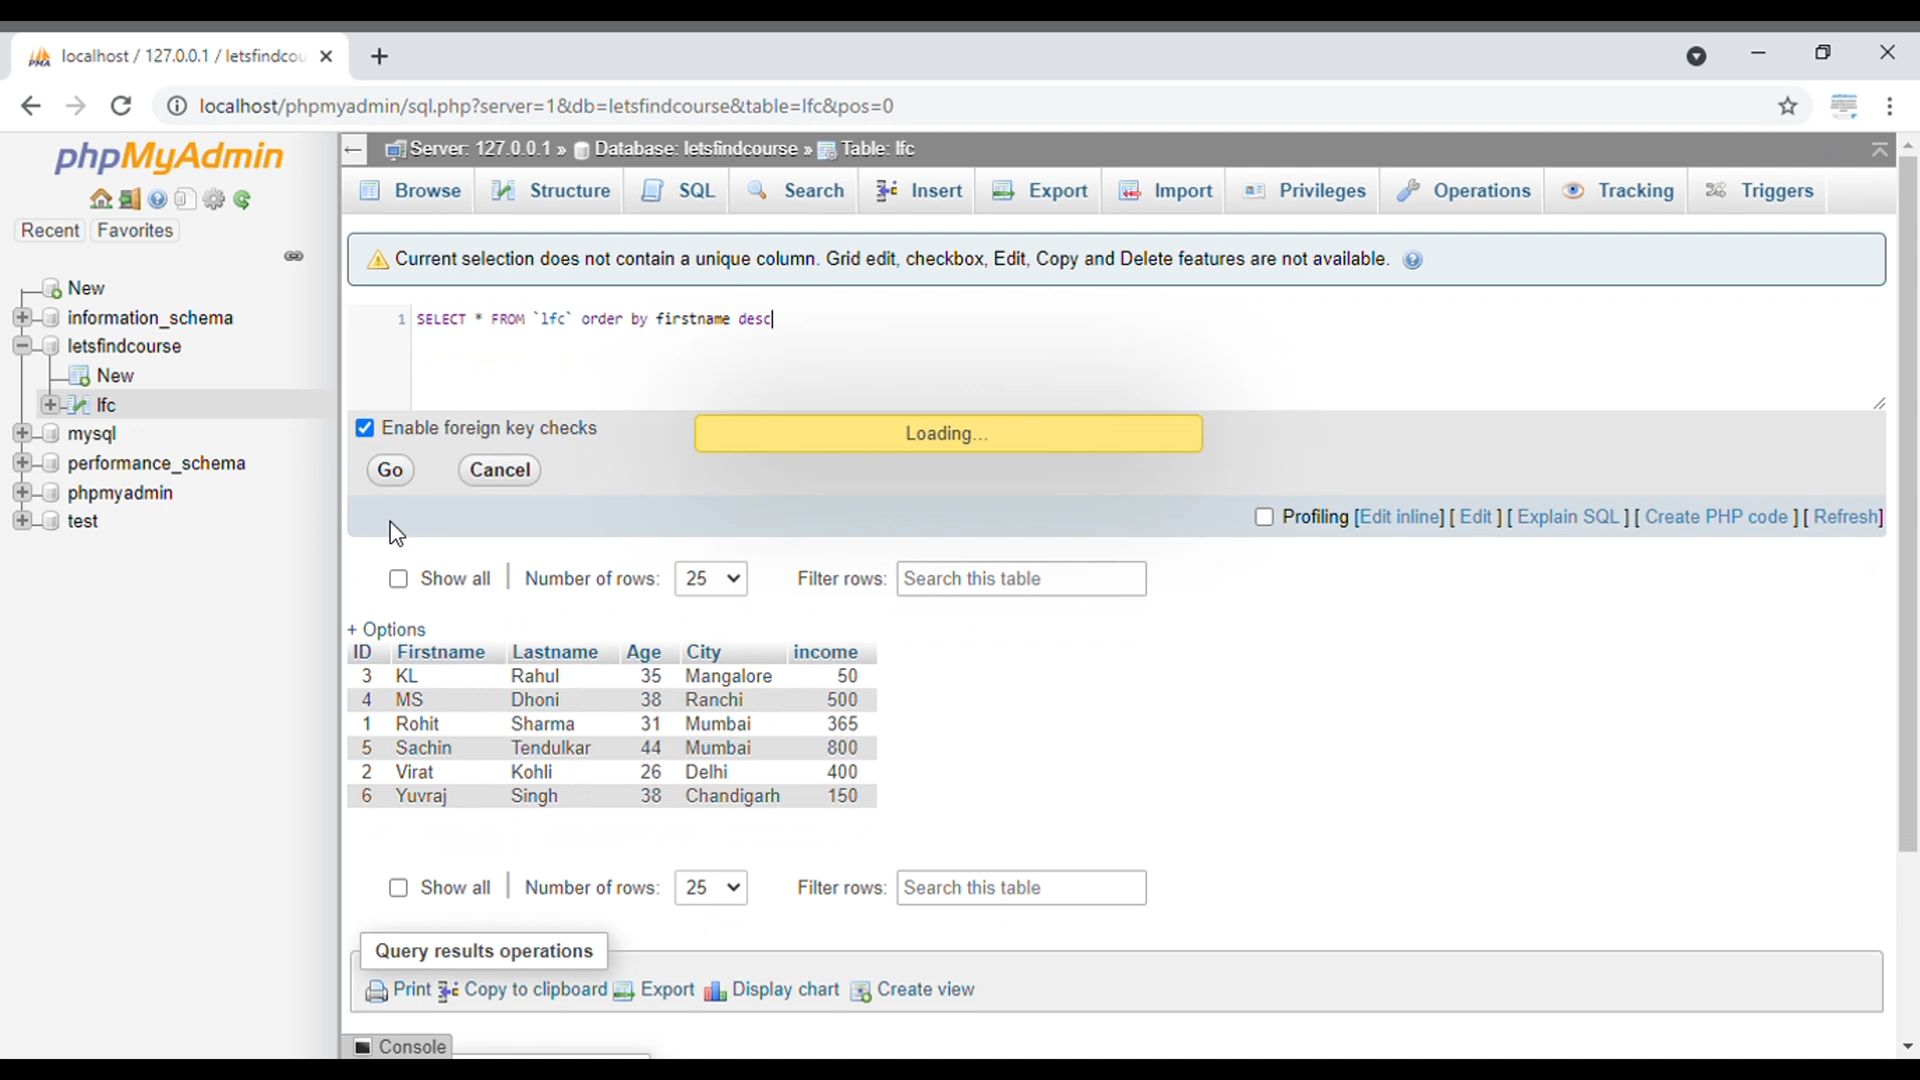 localhost / 127.0.0.1 / letsfindcou
localhost/phpmyadmin/sql.php?server=1&db=letsfindcourse&table=lfc&pos=0
phpMyAdmin
Recent Favorites
New
information_schema
letsfindcourse
New
lfc
mysql
performance_schema
phpmyadmin
test
Server: 127.0.0.1 » Database: letsfindcourse » Table: lfc
Browse Structure SQL Search Insert Export Import Privileges Operations Tracking Triggers
Current selection does not contain a unique column. Grid edit, checkbox, Edit, Copy and Delete features are not available.
1 SELECT * FROM `lfc` order by firstname desc
Enable foreign key checks
Loading...
Go Cancel
Profiling [Edit inline] [ Edit ] [ Explain SQL ] [ Create PHP code ] [ Refresh]
Show all | Number of rows: 25 Filter rows: Search this table
+ Options
ID Firstname Lastname Age City income
3 KL Rahul 35 Mangalore 50
4 MS Dhoni 38 Ranchi 500
1 Rohit Sharma 31 Mumbai 365
5 Sachin Tendulkar 44 Mumbai 800
2 Virat Kohli 26 Delhi 400
6 Yuvraj Singh 38 Chandigarh 150
Show all | Number of rows: 25 Filter rows: Search this table
Query results operations
Print Copy to clipboard Export Display chart Create view
Console